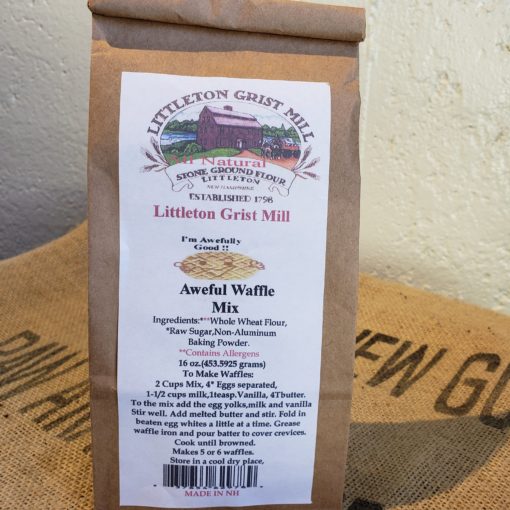 LITTLETON GRIST MILL
All Natural
STONE GROUND FLOUR
LITTLETON
NEW HAMPSHIRE
ESTABLISHED 1798
Littleton Grist Mill
I'm Awefully
Good !!
Aweful Waffle
Mix
Ingredients:***Whole Wheat Flour,
*Raw Sugar,Non-Aluminum
Baking Powder.
**Contains Allergens
16 oz.(453.5925 grams)
To Make Waffles:
2 Cups Mix, 4* Eggs separated,
1-1/2 cups milk,1teasp.Vanilla, 4Tbutter.
To the mix add the egg yolks,milk and vanilla
Stir well. Add melted butter and stir. Fold in
beaten egg whites a little at a time. Grease
waffle iron and pour batter to cover crevices.
Cook until browned.
Makes 5 or 6 waffles.
Store in a cool dry place,
MADE IN NH
EW GU